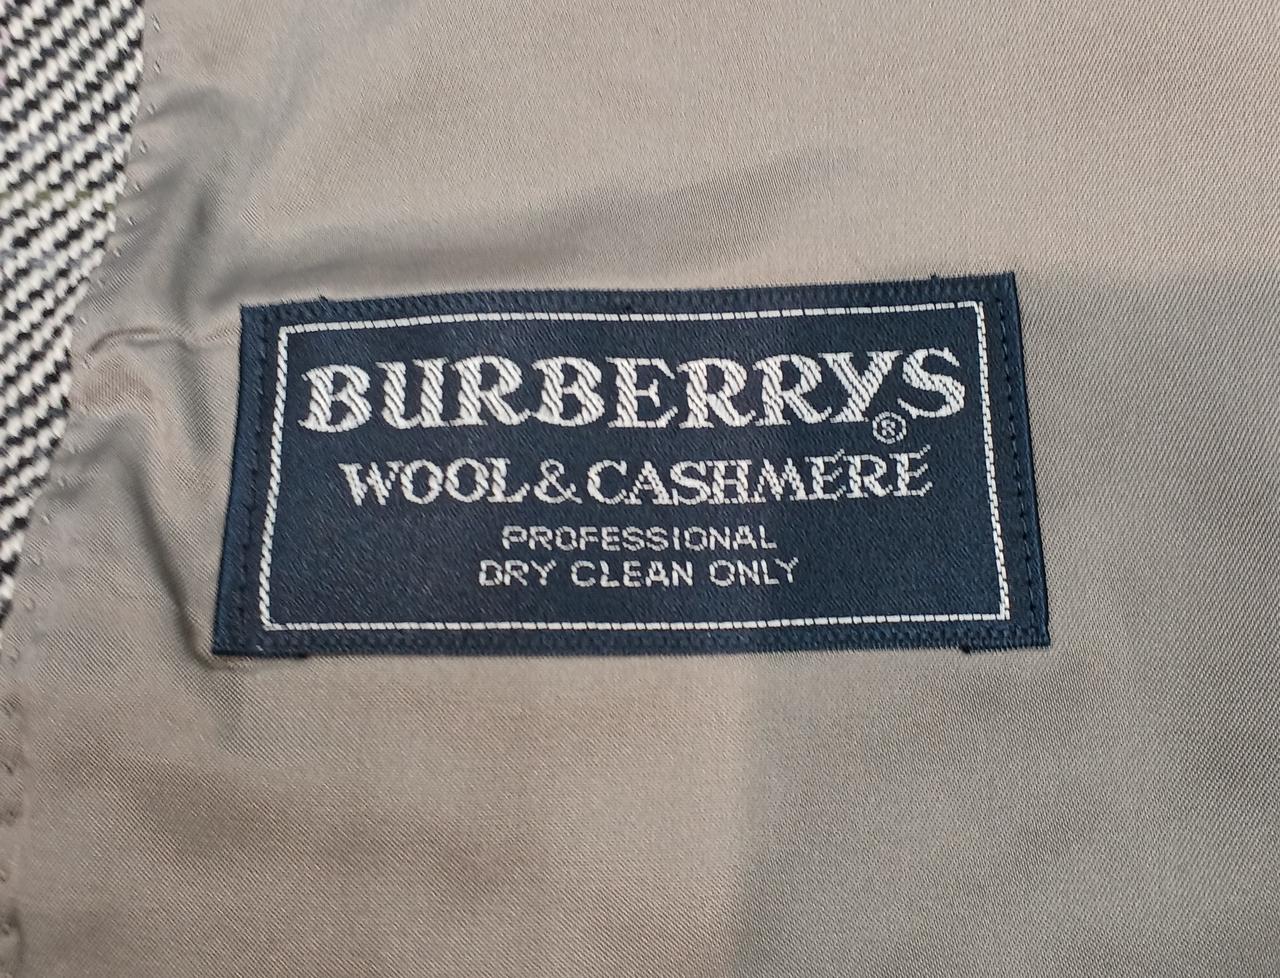 BURBERRYS®
WOOL & CASHMERE
PROFESSIONAL
DRY CLEAN ONLY